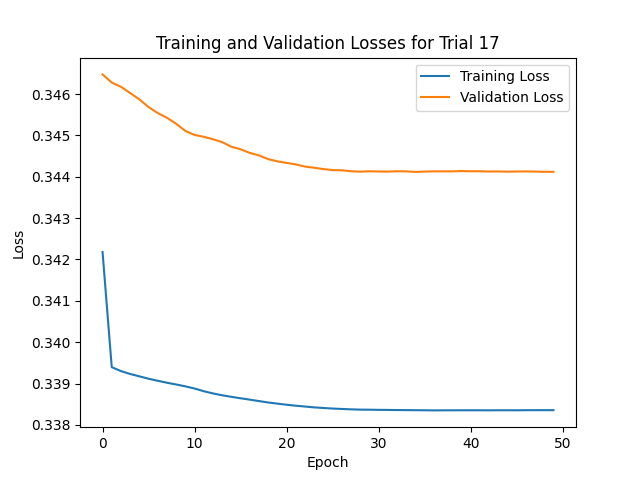 Training and Validation Losses for Trial 17
Training Loss
Validation Loss
0.346
0.345
0.344
0.343
0.342
0.341
0.340
0.339
0.338
Loss
0 10 20 30 40 50
Epoch